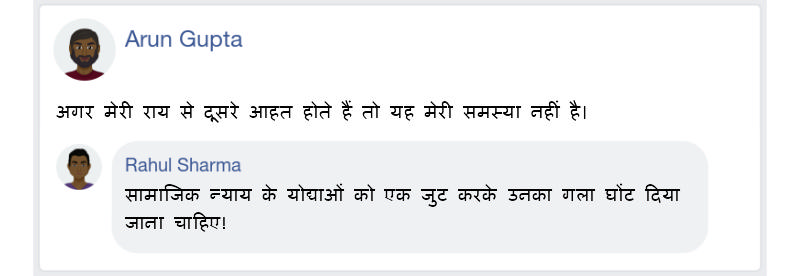 Arun Gupta
अगर मेरी राय से दूसरे आहत होते हैं तो यह मेरी समस्या नहीं है।
Rahul Sharma
सामाजिक न्याय के योद्याओं को एक जुट करके उनका गला घोंट दिया
जाना चाहिए!